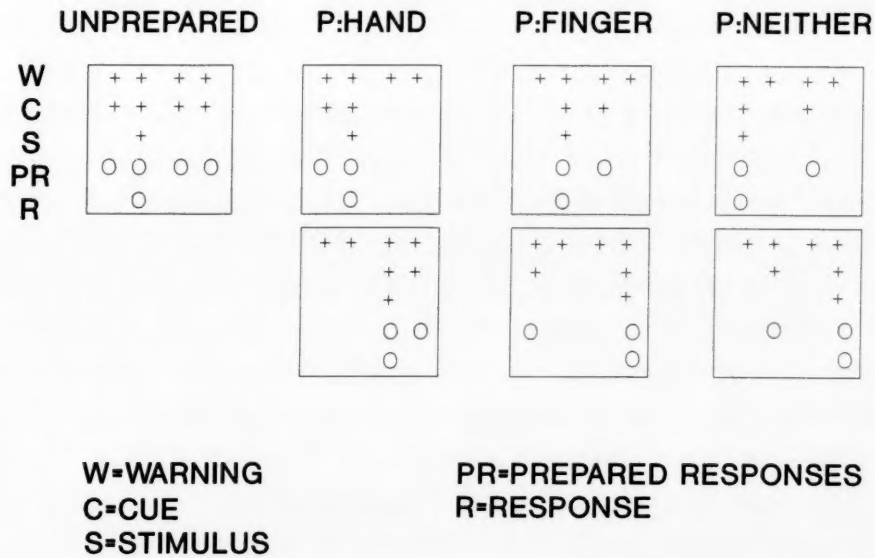 UNPREPARED P:HAND P:FINGER P:NEITHER
W
C
S
PR
R
W=WARNING
C=CUE
S=STIMULUS
PR=PREPARED RESPONSES
R=RESPONSE